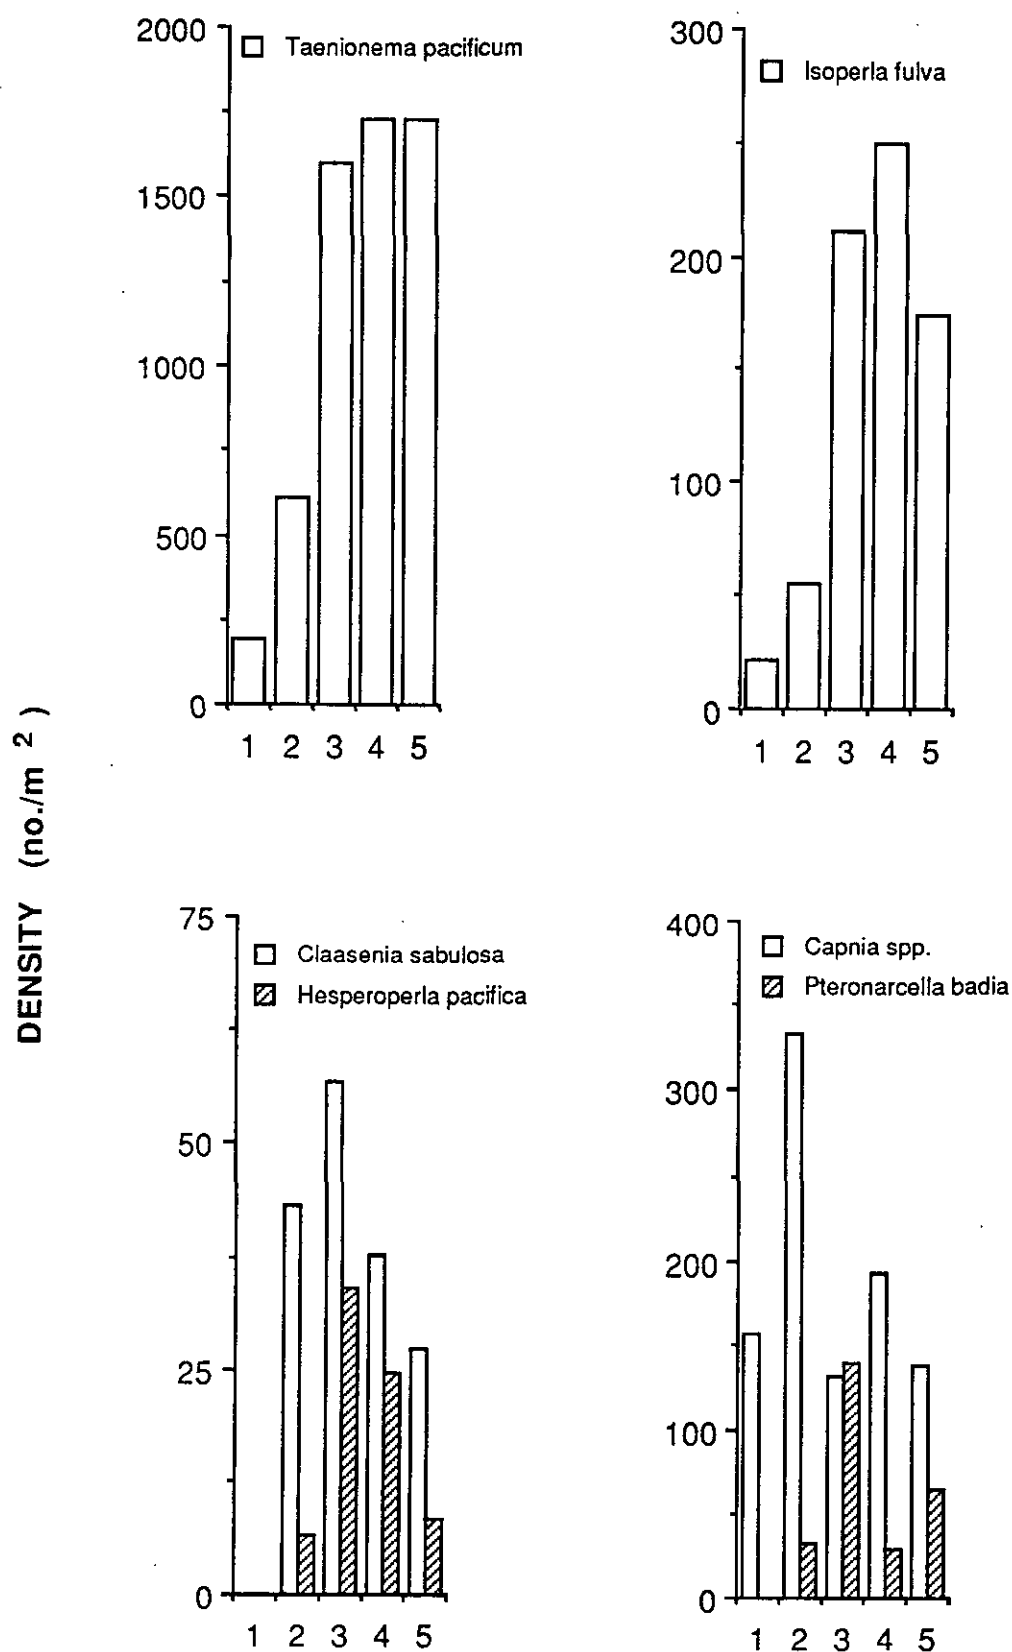 DENSITY (no./m 2 )
Taenionema pacificum
2000
1500
1000
500
0
1 2 3 4 5
Isoperla fulva
300
200
100
0
1 2 3 4 5
Claasenia sabulosa
Hesperoperla pacifica
75
50
25
0
1 2 3 4 5
Capnia spp.
Pteronarcella badia
400
300
200
100
0
1 2 3 4 5